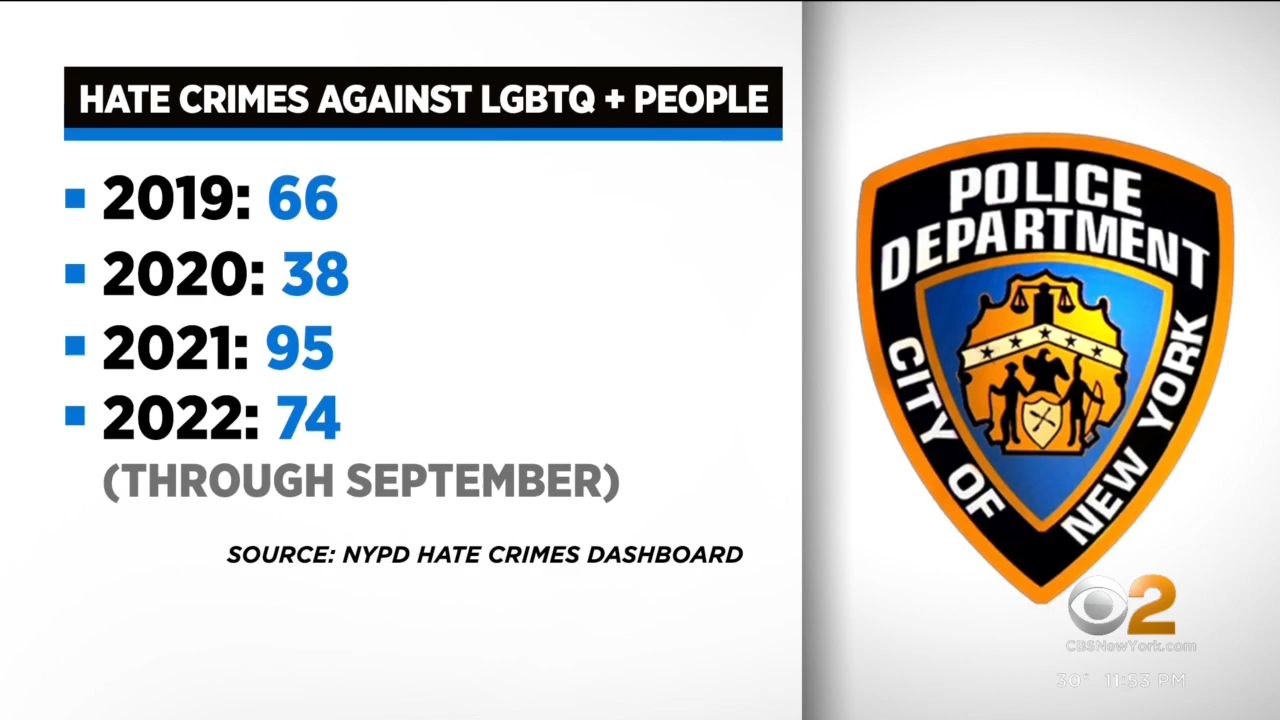 HATE CRIMES AGAINST LGBTQ + PEOPLE
2019: 66
2020: 38
2021: 95
2022: 74
(THROUGH SEPTEMBER)
SOURCE: NYPD HATE CRIMES DASHBOARD
POLICE
DEPARTMENT
CITY OF
NEW YORK
2
CBSNewYork.com
30° 11:53 PM